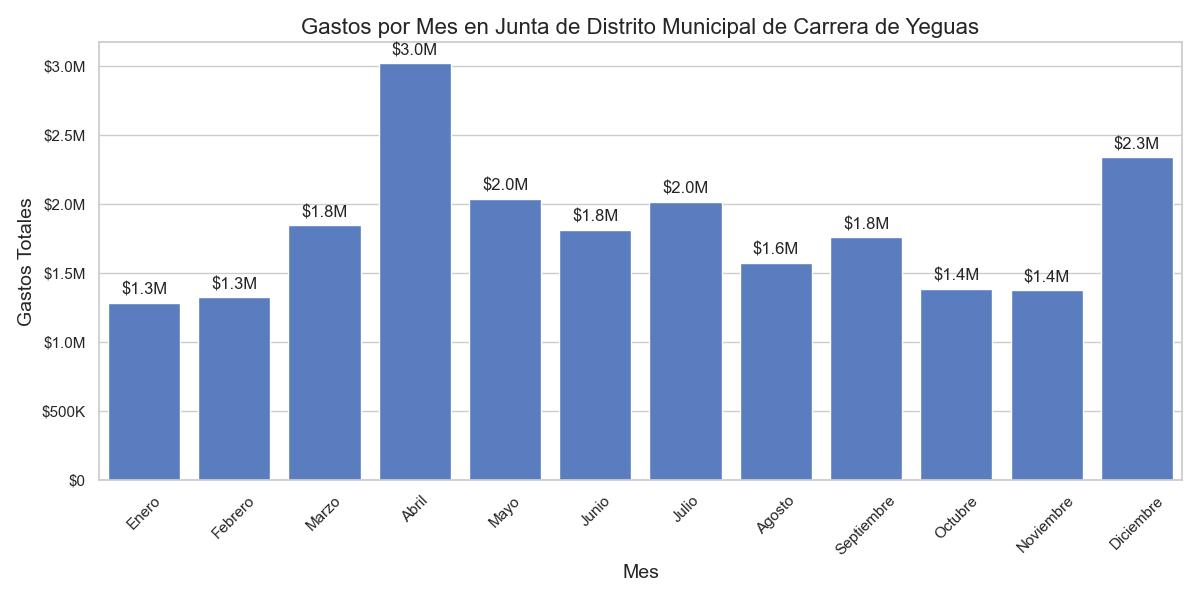 Gastos por Mes en Junta de Distrito Municipal de Carrera de Yeguas
$3.0M
$2.5M
$2.0M
$1.5M
$1.0M
$500K
$0
Gastos Totales
$1.3M
$1.3M
$1.8M
$3.0M
$2.0M
$1.8M
$2.0M
$1.6M
$1.8M
$1.4M
$1.4M
$2.3M
Enero
Febrero
Marzo
Abril
Mayo
Junio
Julio
Agosto
Septiembre
Octubre
Noviembre
Diciembre
Mes